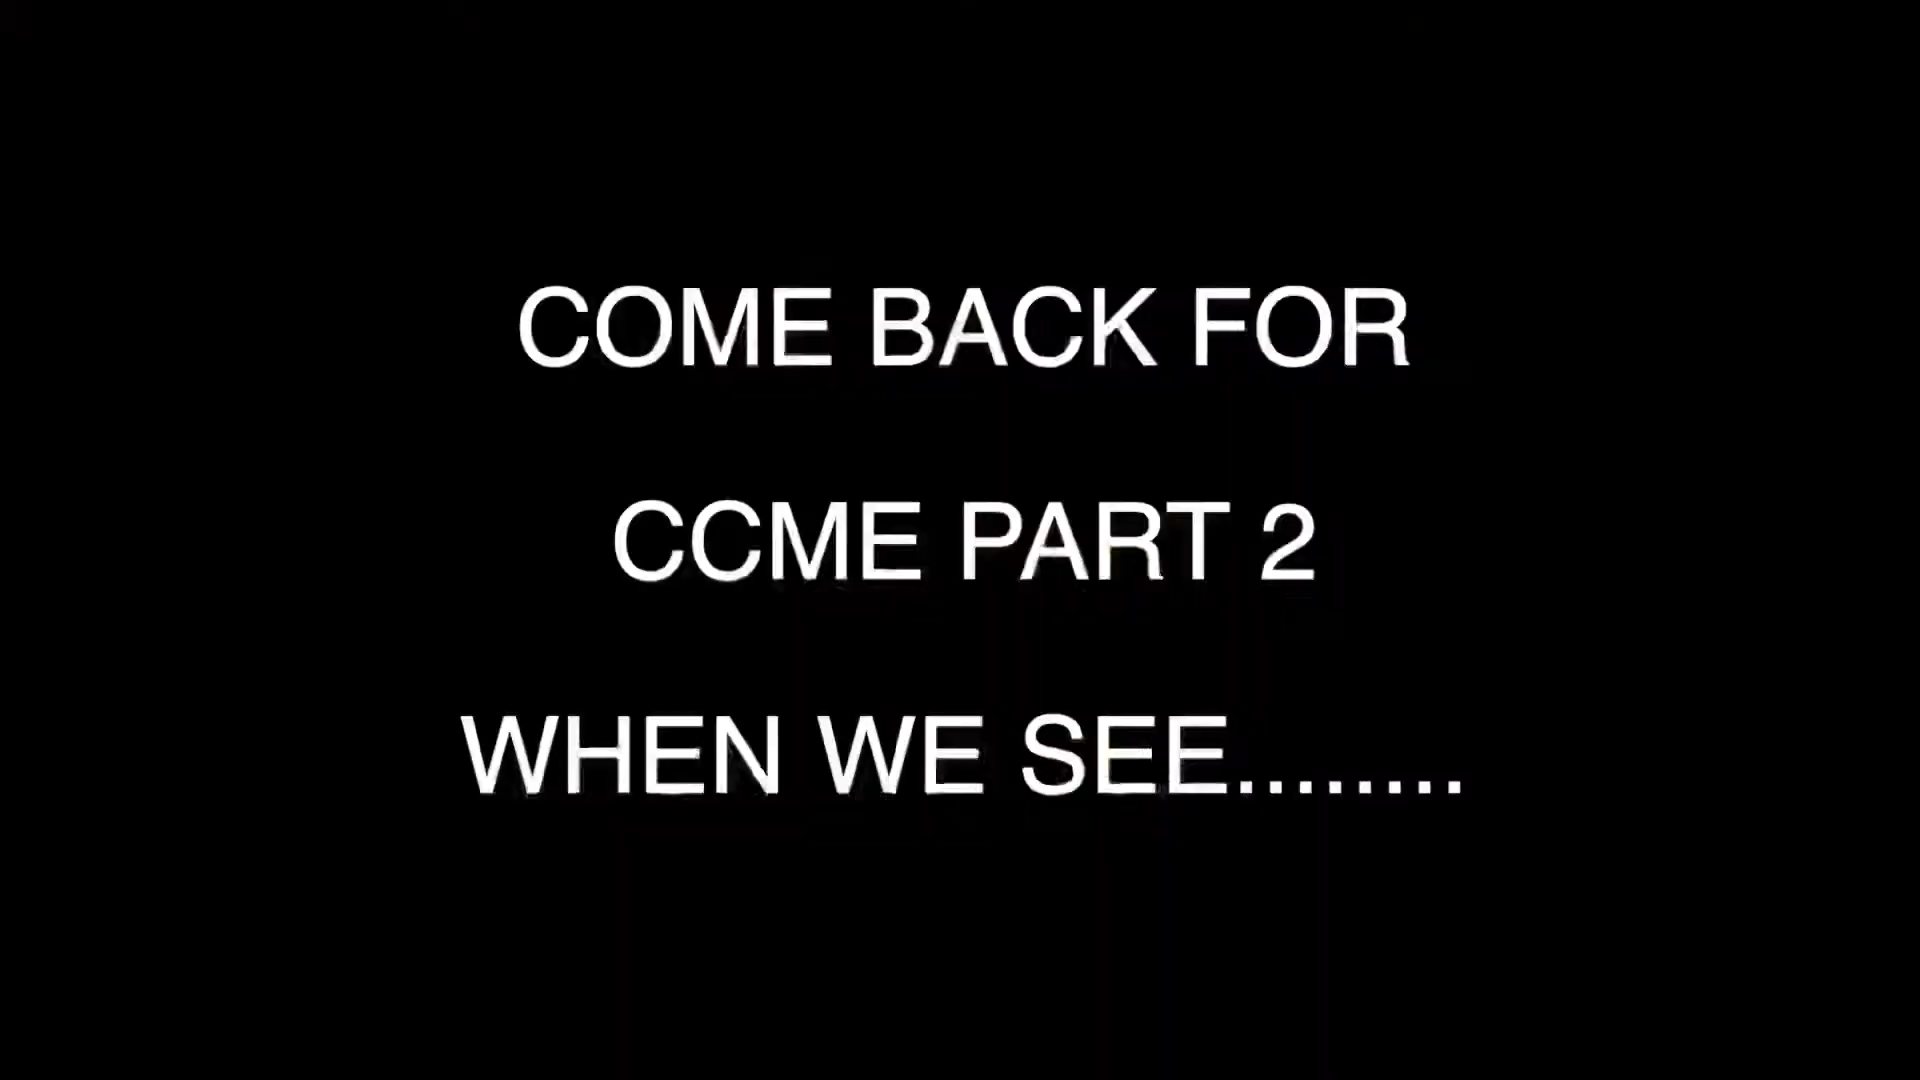 COME BACK FOR
CCME PART 2
WHEN WE SEE........